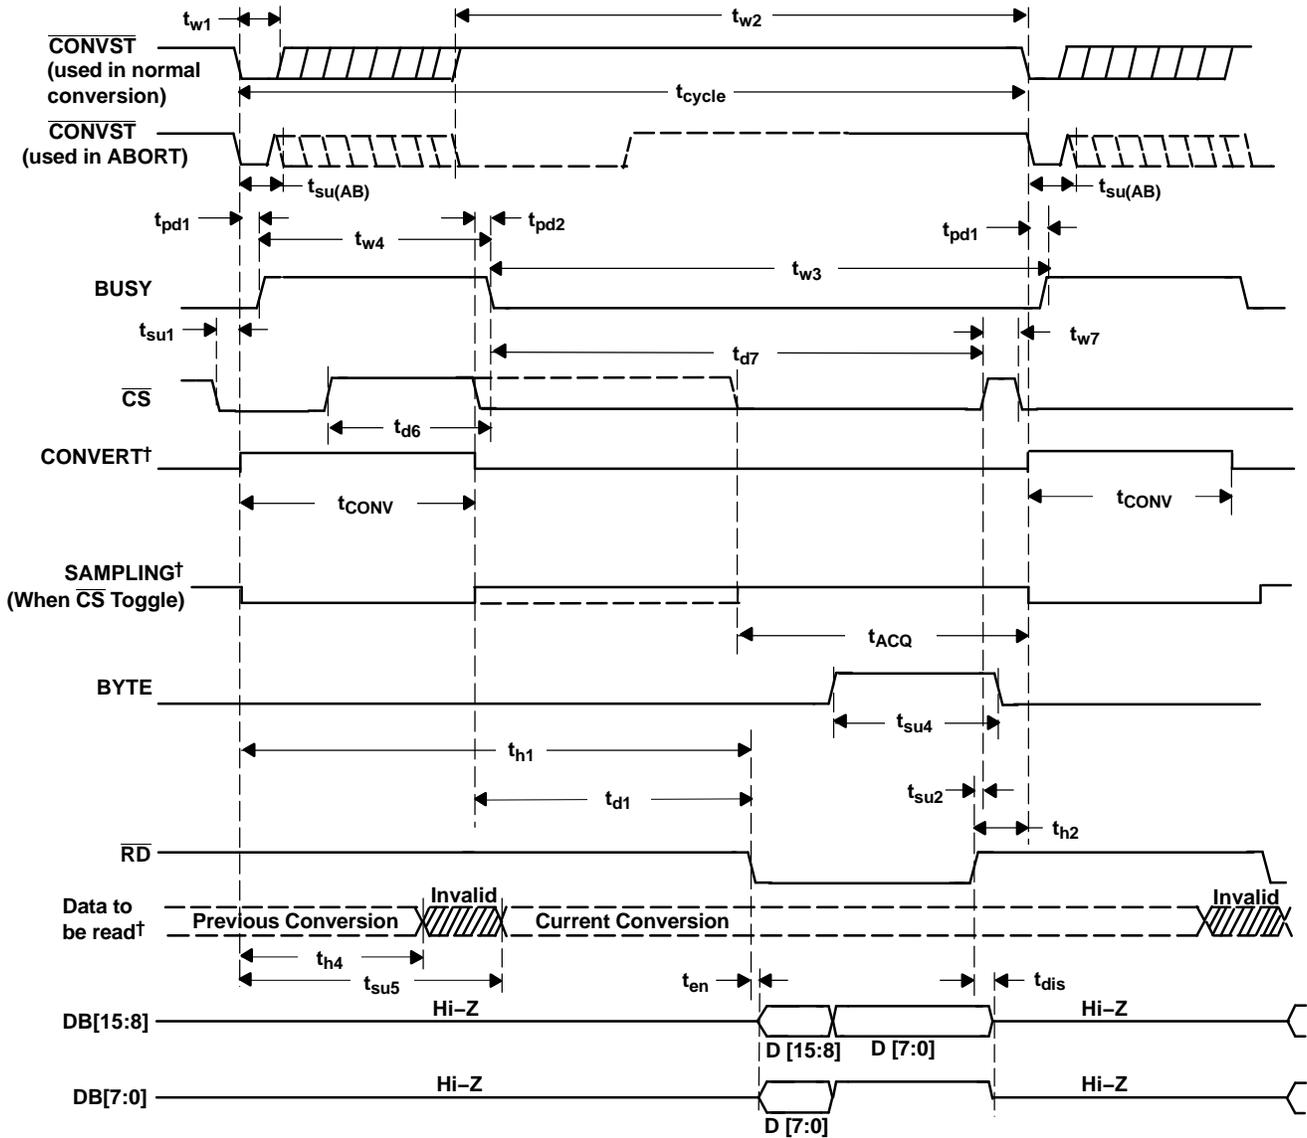 tw1
tw2
CONVST
(used in normal
conversion)
tcycle
CONVST
(used in ABORT)
tsu(AB)
tsu(AB)
tpd1
tw4
tpd2
tpd1
tw3
BUSY
tsu1
tw7
td7
CS
td6
CONVERT†
tCONV
tCONV
SAMPLING†
(When CS Toggle)
tACQ
BYTE
tsu4
th1
tsu2
td1
th2
RD
Data to
be read†
Previous Conversion
Invalid
Current Conversion
Invalid
th4
tsu5
ten
tdis
DB[15:8]
Hi–Z
Hi–Z
D [15:8]
D [7:0]
DB[7:0]
Hi–Z
Hi–Z
D [7:0]